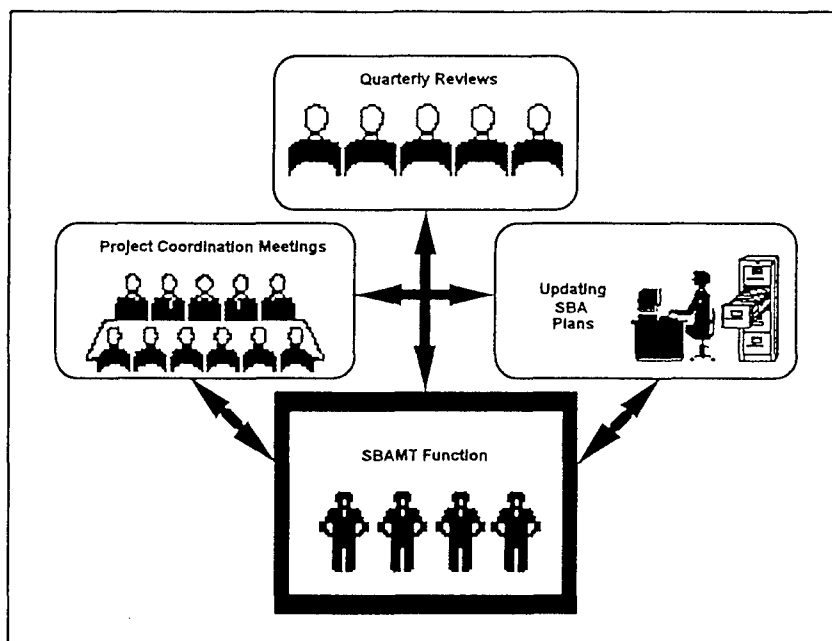 Quarterly Reviews
Project Coordination Meetings
Updating
SBA
Plans
SBAMT Function